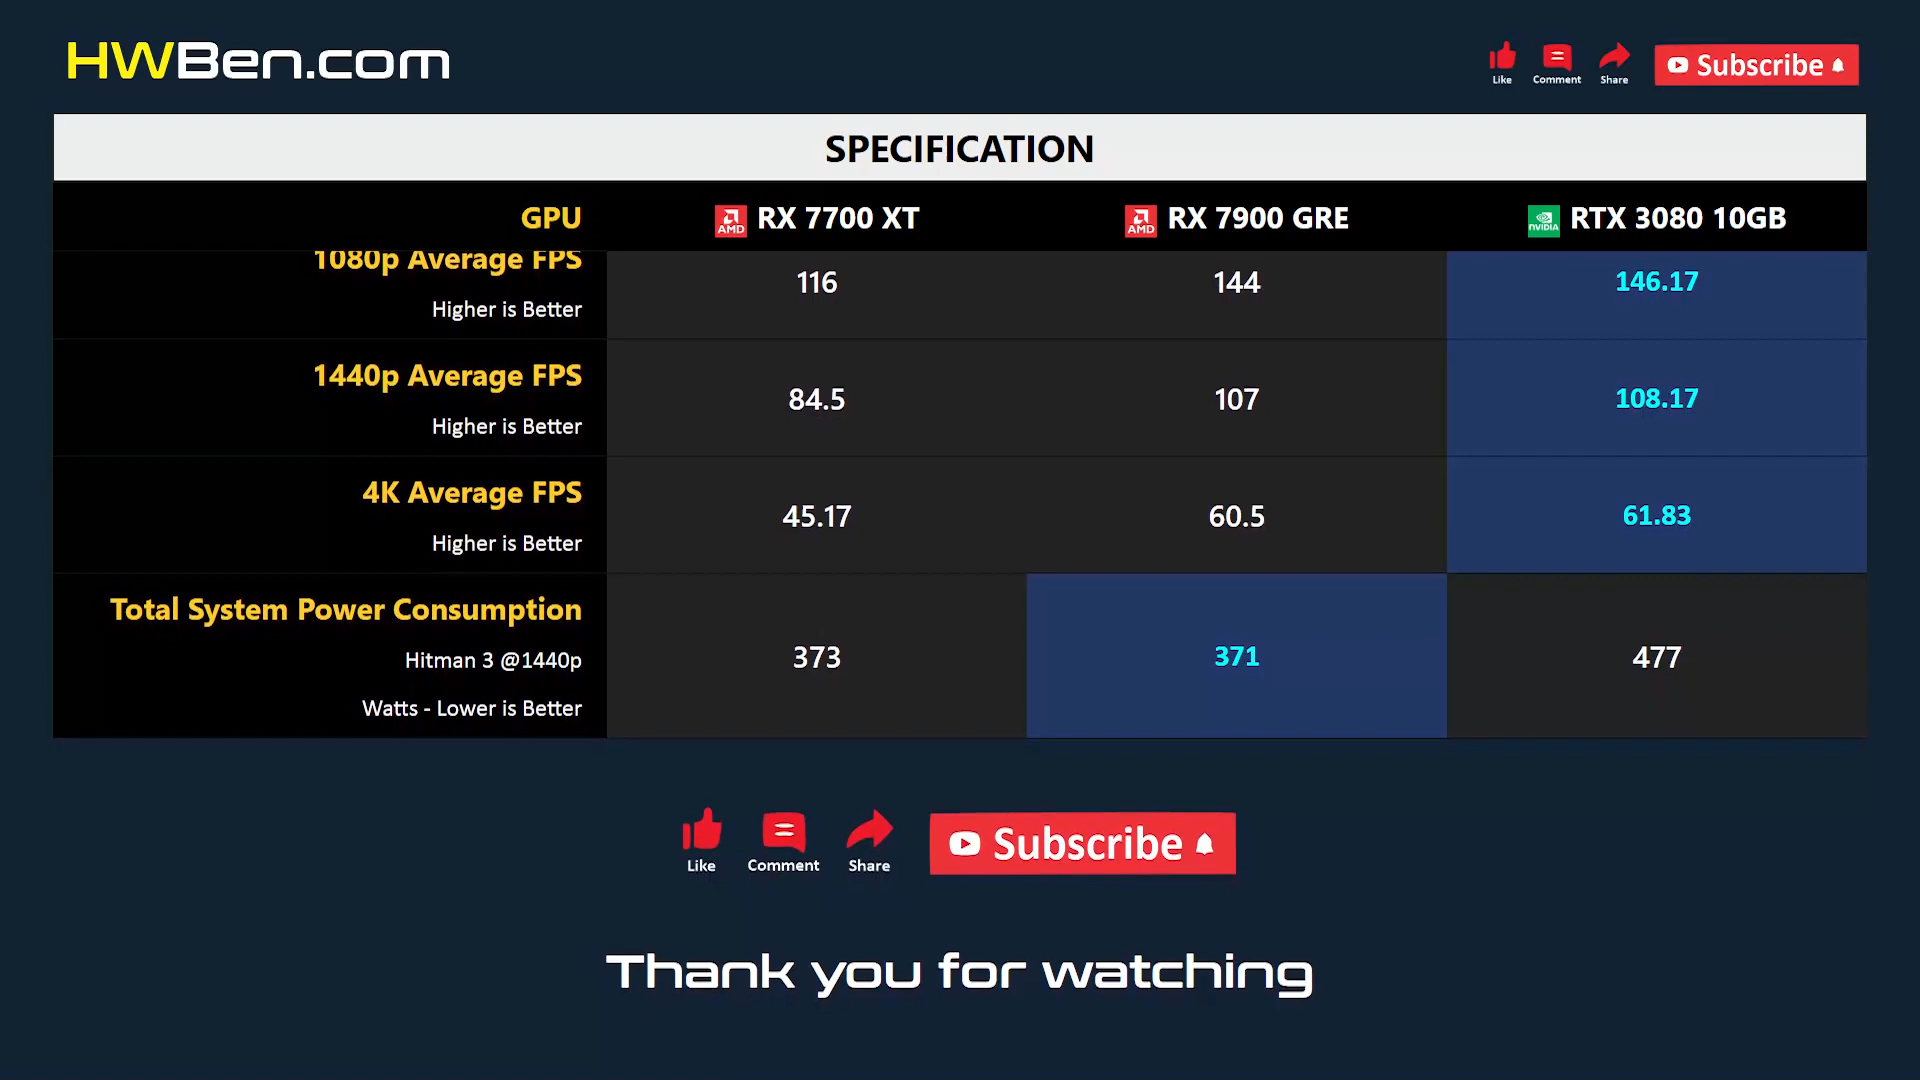 HWBen.com
Like Comment Share Subscribe
SPECIFICATION
GPU AMD RX 7700 XT AMD RX 7900 GRE NVIDIA RTX 3080 10GB
1080p Average FPS
Higher is Better
116 144 146.17
1440p Average FPS
Higher is Better
84.5 107 108.17
4K Average FPS
Higher is Better
45.17 60.5 61.83
Total System Power Consumption
Hitman 3 @1440p
Watts - Lower is Better
373 371 477
Like Comment Share Subscribe
Thank you for watching